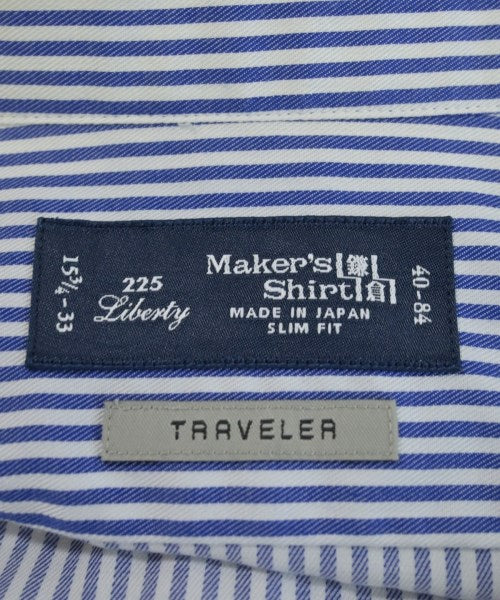 15¾-33
225
Liberty
Maker's 鎌
Shirt 倉
MADE IN JAPAN
SLIM FIT
40-84
TRAVELER